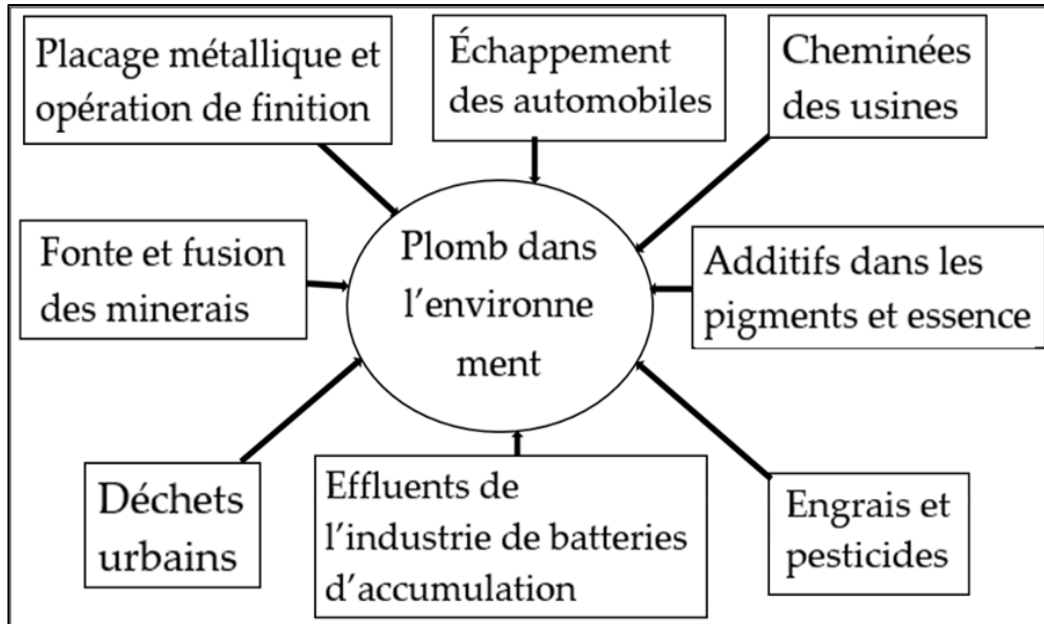 Placage métallique et
opération de finition
Échappement
des automobiles
Cheminées
des usines
Fonte et fusion
des minerais
Plomb dans
l'environne
ment
Additifs dans les
pigments et essence
Déchets
urbains
Effluents de
l'industrie de batteries
d'accumulation
Engrais et
pesticides